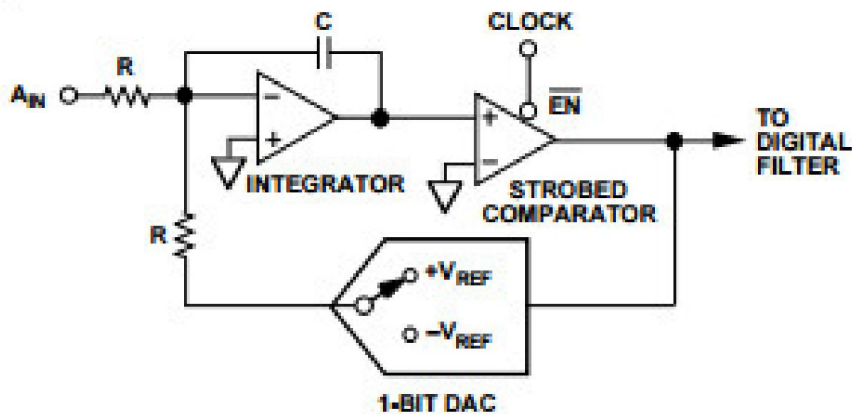 C
CLOCK
R
A_IN
−
+
INTEGRATOR
EN
+
−
STROBED
COMPARATOR
TO
DIGITAL
FILTER
R
+V_REF
−V_REF
1-BIT DAC